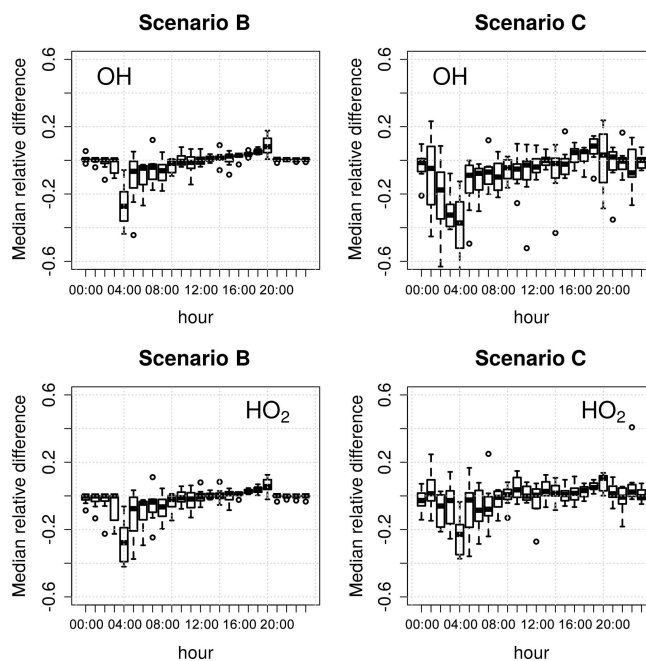 Scenario B
Median relative difference
0.6
0.2
-0.2
-0.6
OH
00:00 04:00 08:00 12:00 16:00 20:00
hour
Scenario C
Median relative difference
0.6
0.2
-0.2
-0.6
OH
00:00 04:00 08:00 12:00 16:00 20:00
hour
Scenario B
Median relative difference
0.6
0.2
-0.2
-0.6
HO₂
00:00 04:00 08:00 12:00 16:00 20:00
hour
Scenario C
Median relative difference
0.6
0.2
-0.2
-0.6
HO₂
00:00 04:00 08:00 12:00 16:00 20:00
hour